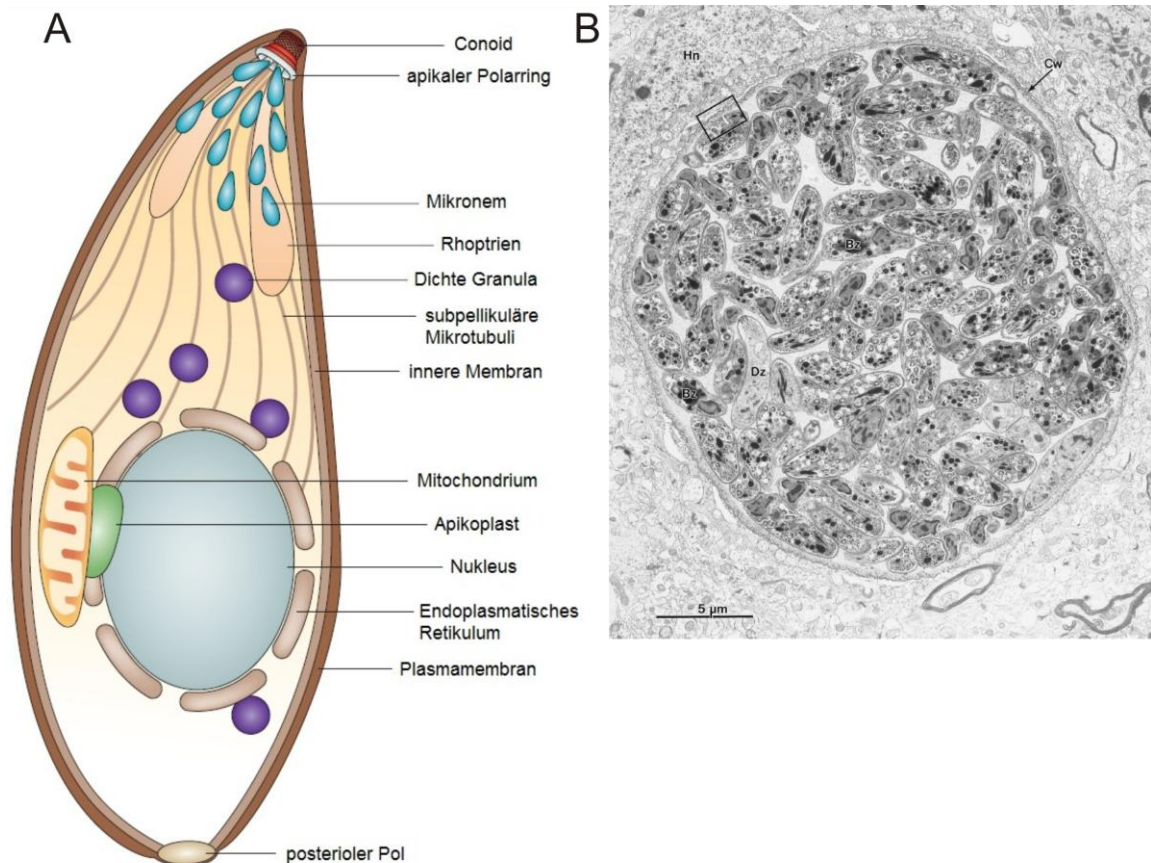 A
Conoid
apikaler Polarring
Mikronem
Rhoptrien
Dichte Granula
subpellikuläre
Mikrotubuli
innere Membran
Mitochondrium
Apikoplast
Nukleus
Endoplasmatisches
Retikulum
Plasmamembran
posterioler Pol
B
Hn
Cw
Bz
Dz
Bz
5 µm